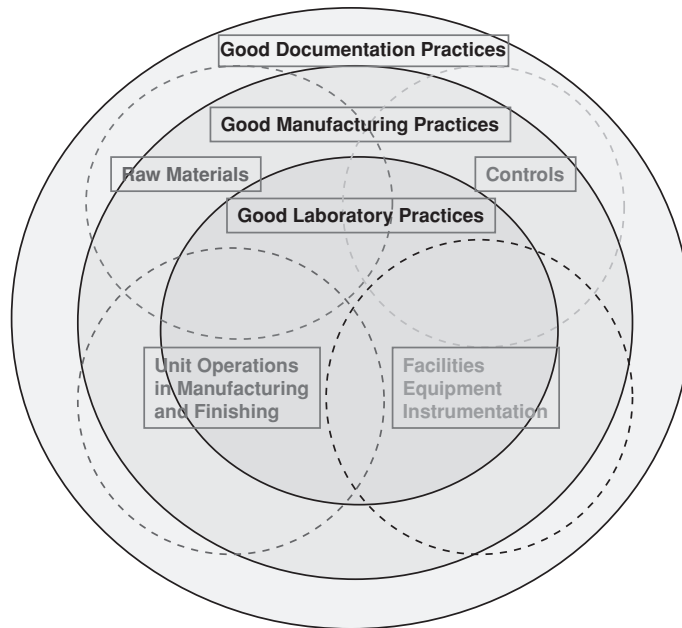 Good Documentation Practices
Good Manufacturing Practices
Raw Materials
Controls
Good Laboratory Practices
Unit Operations
in Manufacturing
and Finishing
Facilities
Equipment
Instrumentation